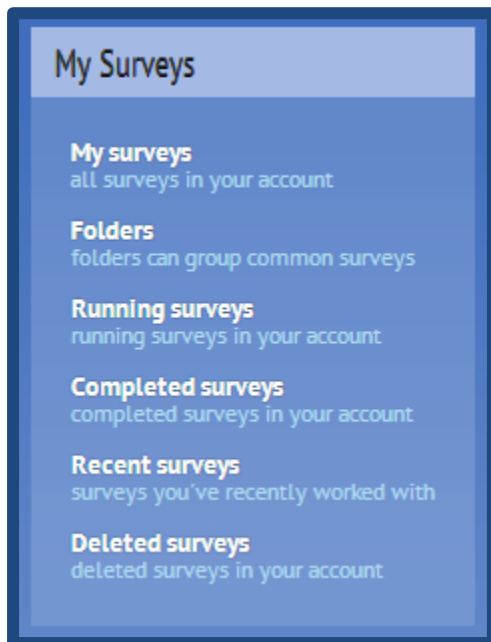 My Surveys
My surveys
all surveys in your account
Folders
folders can group common surveys
Running surveys
running surveys in your account
Completed surveys
completed surveys in your account
Recent surveys
surveys you've recently worked with
Deleted surveys
deleted surveys in your account